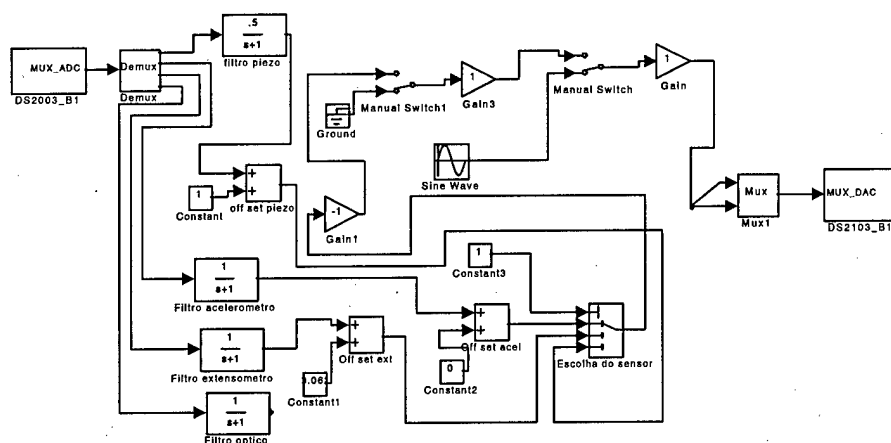 .5
s+1
filtro piezo
MUX_ADC
DS2003_B1
Demux
Demux
Manual Switch1
1
Gain3
Manual Switch
1
Gain
Ground
Sine Wave
1
Constant
+
+
off set piezo
-1
Gain1
Mux
Mux1
MUX_DAC
DS2103_B1
1
Constant3
1
s+1
Filtro acelerometro
+
+
Off set acel
0
Constant2
Escolha do sensor
1
s+1
Filtro extensometro
+
+
Off set ext
Constant1
1
s+1
Filtro optico